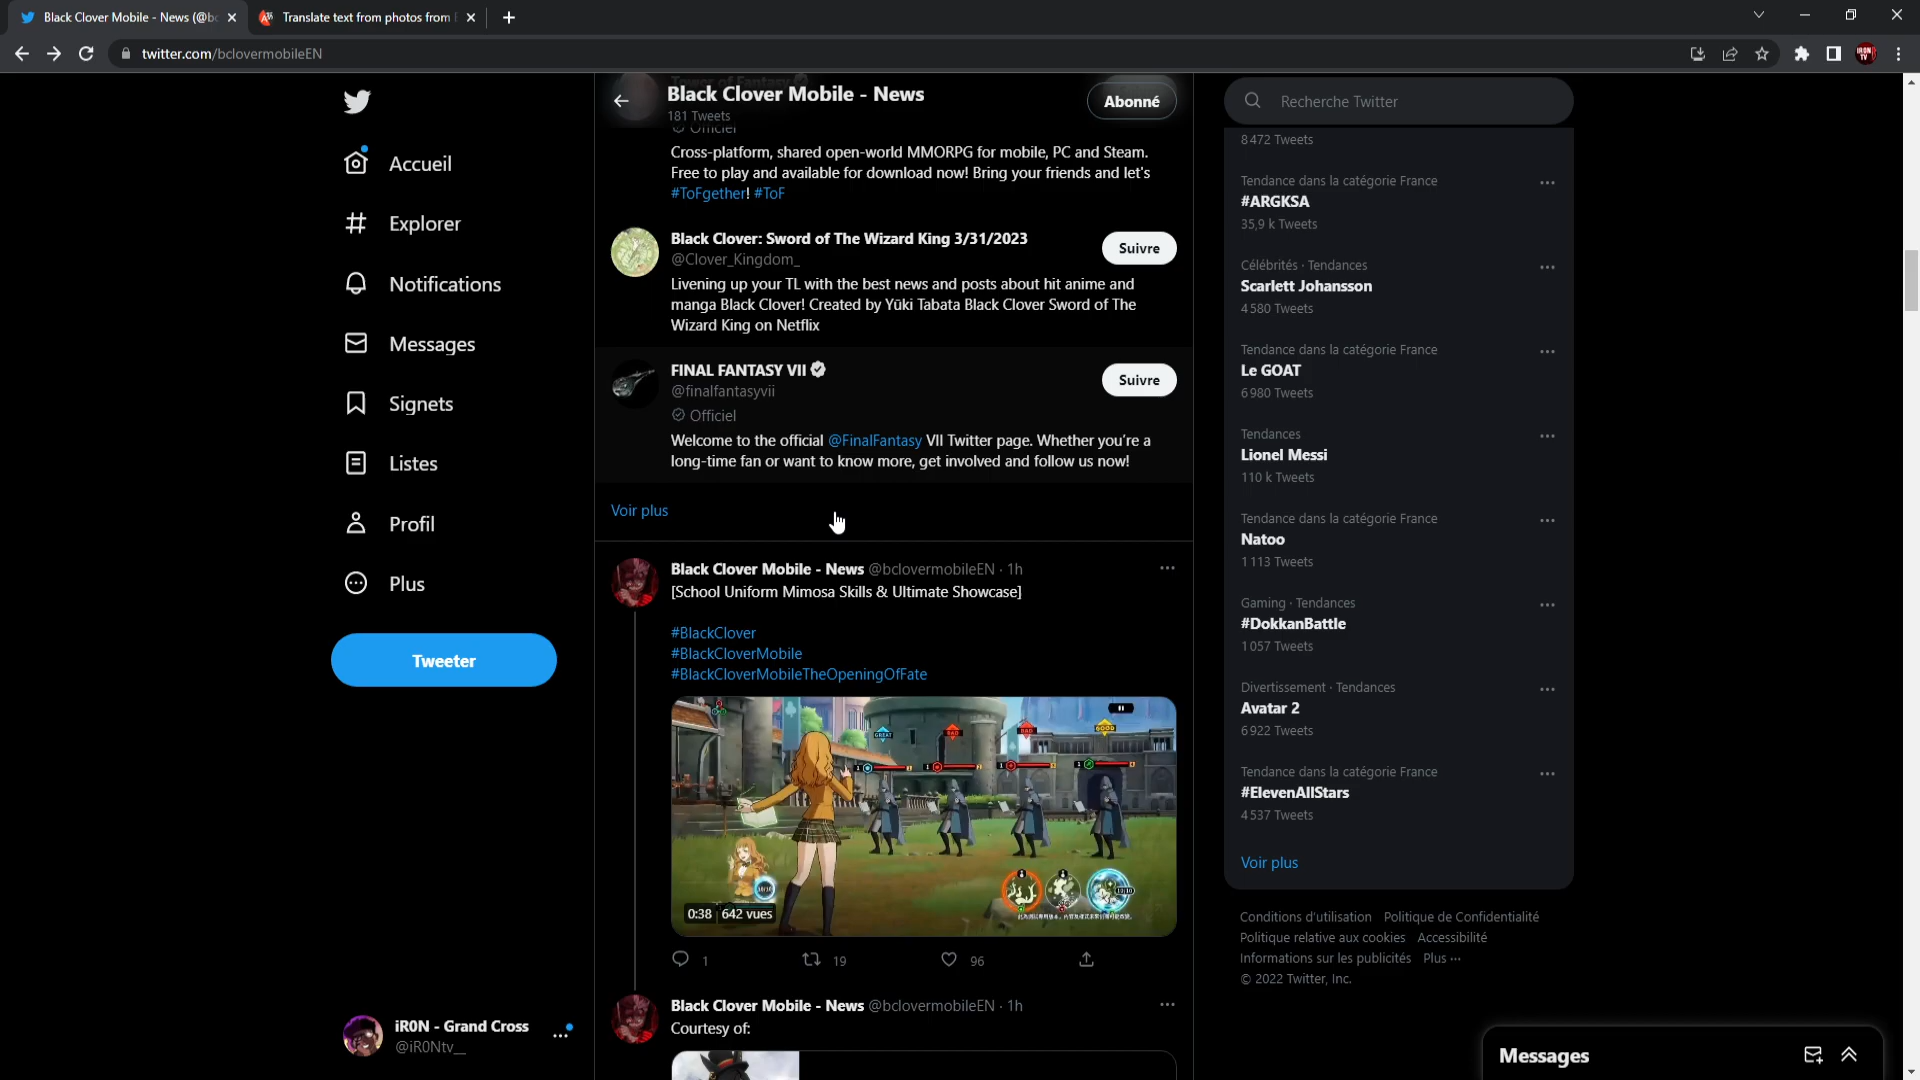 Black Clover Mobile - News (@bc
Translate text from photos from
twitter.com/bclovermobileEN
Accueil
Explorer
Notifications
Messages
Signets
Listes
Profil
Plus
Tweeter
iR0N - Grand Cross
@iR0Ntv_
Tower of Fantasy
Black Clover Mobile - News
181 Tweets
Abonné
Officiel
Cross-platform, shared open-world MMORPG for mobile, PC and Steam.
Free to play and available for download now! Bring your friends and let's
#ToFgether! #ToF
Black Clover: Sword of The Wizard King 3/31/2023
@Clover_Kingdom_
Suivre
Livening up your TL with the best news and posts about hit anime and
manga Black Clover! Created by Yūki Tabata Black Clover Sword of The
Wizard King on Netflix
FINAL FANTASY VII
@finalfantasyvii
Suivre
Officiel
Welcome to the official @FinalFantasy VII Twitter page. Whether you're a
long-time fan or want to know more, get involved and follow us now!
Voir plus
Black Clover Mobile - News @bclovermobileEN · 1h
[School Uniform Mimosa Skills & Ultimate Showcase]
#BlackClover
#BlackCloverMobile
#BlackCloverMobileTheOpeningOfFate
GREAT
BAD
BAD
GOOD
10/10
0:38 642 vues
1 19 96
Black Clover Mobile - News @bclovermobileEN · 1h
Courtesy of:
Recherche Twitter
8 472 Tweets
Tendance dans la catégorie France
#ARGKSA
35,9 k Tweets
Célébrités · Tendances
Scarlett Johansson
4 580 Tweets
Tendance dans la catégorie France
Le GOAT
6 980 Tweets
Tendances
Lionel Messi
110 k Tweets
Tendance dans la catégorie France
Natoo
1 113 Tweets
Gaming · Tendances
#DokkanBattle
1 057 Tweets
Divertissement · Tendances
Avatar 2
6 922 Tweets
Tendance dans la catégorie France
#ElevenAllStars
4 537 Tweets
Voir plus
Conditions d'utilisation Politique de Confidentialité
Politique relative aux cookies Accessibilité
Informations sur les publicités Plus ···
© 2022 Twitter, Inc.
Messages